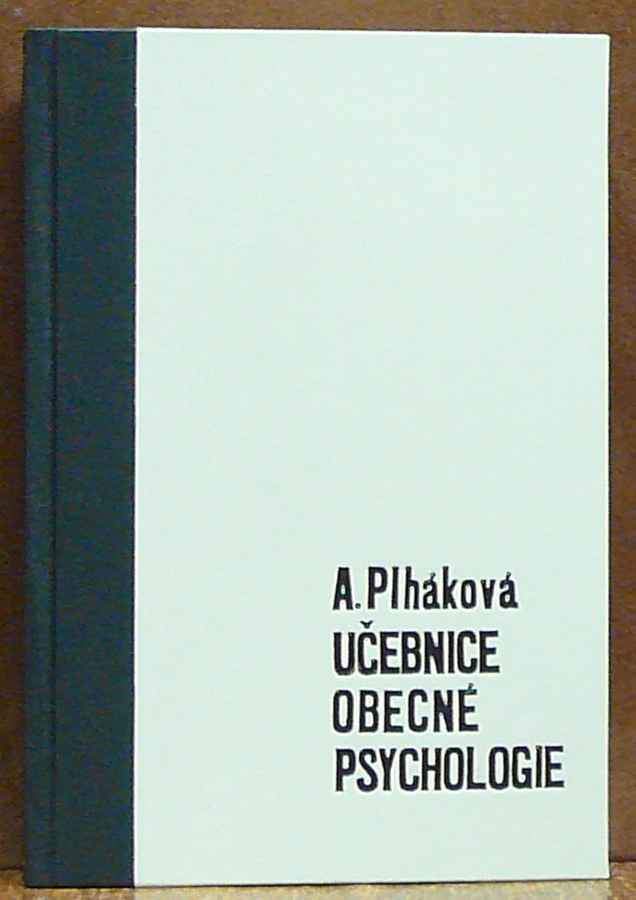 A. Plháková
UČEBNICE
OBECNÉ
PSYCHOLOGIE